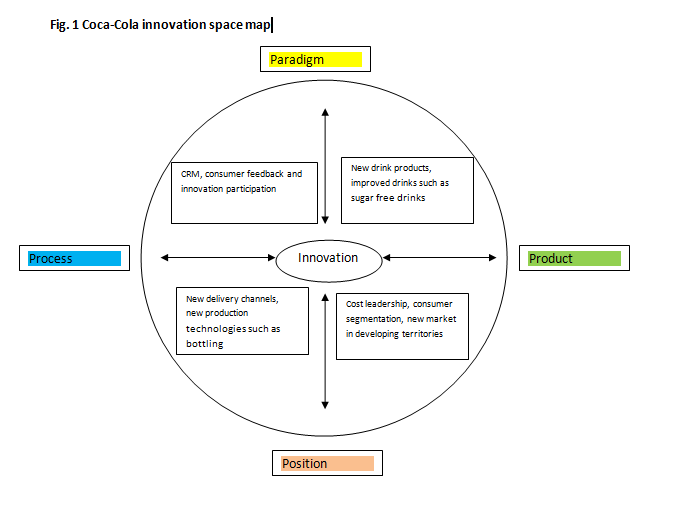 Fig. 1 Coca-Cola innovation space map
Paradigm
CRM, consumer feedback and
innovation participation
New drink products,
improved drinks such as
sugar free drinks
Process
Innovation
Product
New delivery channels,
new production
technologies such as
bottling
Cost leadership, consumer
segmentation, new market
in developing territories
Position